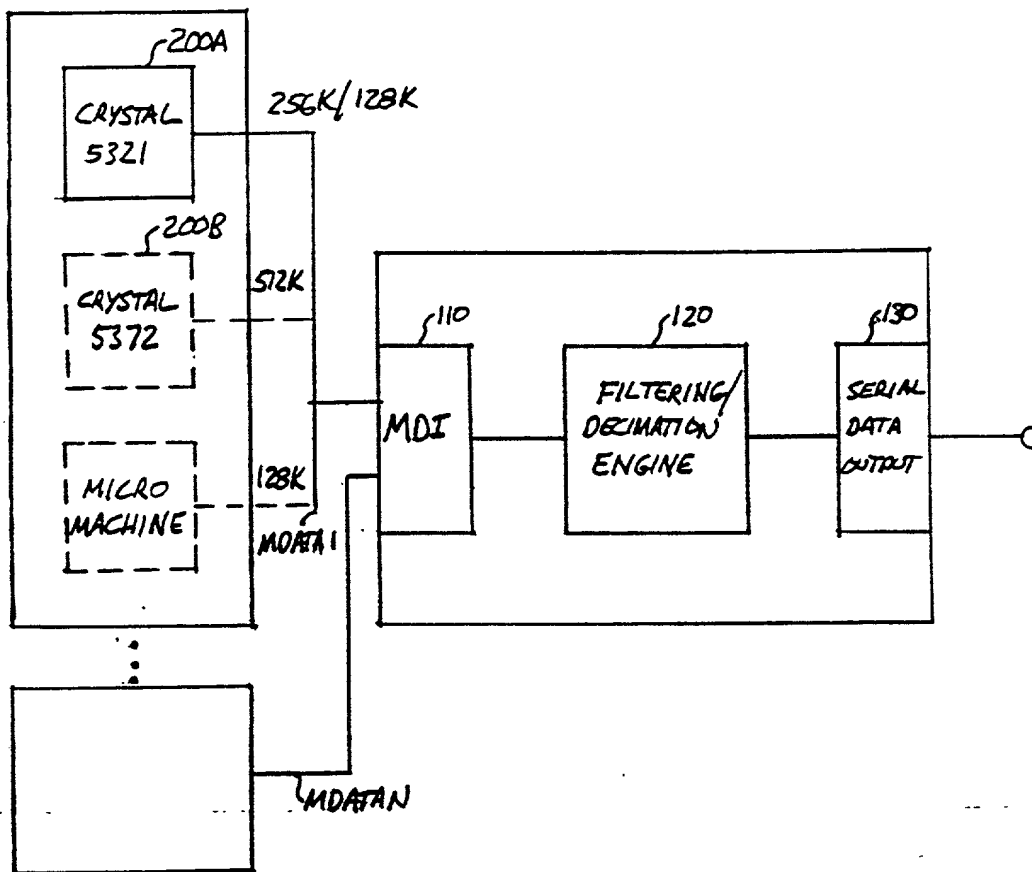 200A
256K/128K
CRYSTAL
5321
200B
512K
CRYSTAL
5372
110
120
130
MDI
FILTERING/
DECIMATION
ENGINE
SERIAL
DATA
OUTPUT
128K
MICRO
MACHINE
MDATA1
MDATAN